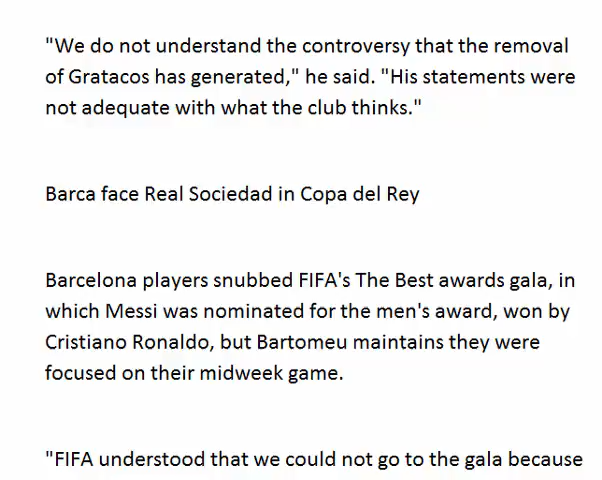 "We do not understand the controversy that the removal
of Gratacos has generated," he said. "His statements were
not adequate with what the club thinks."
Barca face Real Sociedad in Copa del Rey
Barcelona players snubbed FIFA's The Best awards gala, in
which Messi was nominated for the men's award, won by
Cristiano Ronaldo, but Bartomeu maintains they were
focused on their midweek game.
"FIFA understood that we could not go to the gala because